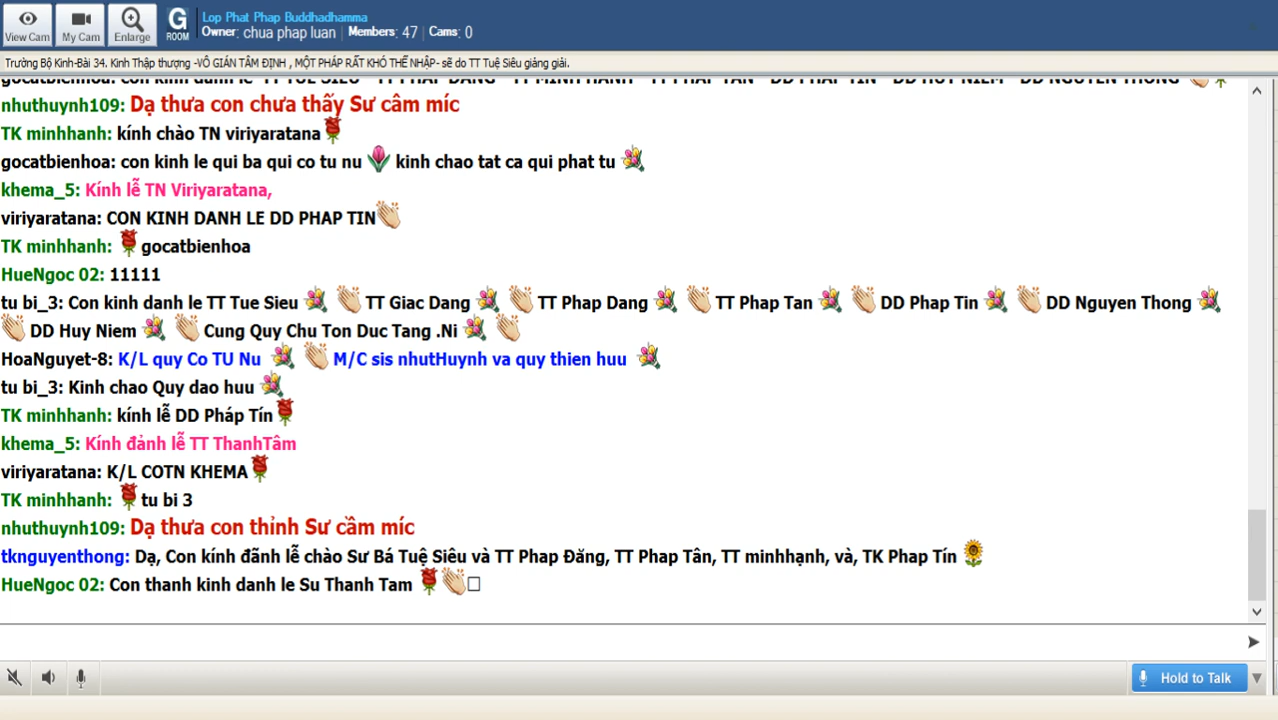 View Cam
My Cam
Enlarge
G
ROOM
Lop Phat Phap Buddhadhamma
Owner: chua phap luan | Members: 47 | Cams: 0
Trường Bộ Kinh-Bài 34. Kinh Thập thượng -VÔ GIÁN TÂM ĐỊNH , MỘT PHÁP RẤT KHÓ THỂ NHẬP- sẽ do TT Tuệ Siêu giảng giải.
nhuthuynh109: Dạ thưa con chưa thấy Sư câm míc
TK minhhanh: kính chào TN viriyaratana
gocatbienhoa: con kinh le qui ba qui co tu nu kinh chao tat ca qui phat tu
khema_5: Kính lễ TN Viriyaratana,
viriyaratana: CON KINH DANH LE DD PHAP TIN
TK minhhanh: gocatbienhoa
HueNgoc 02: 11111
tu bi_3: Con kinh danh le TT Tue Sieu TT Giac Dang TT Phap Dang TT Phap Tan DD Phap Tin DD Nguyen Thong
DD Huy Niem Cung Quy Chu Ton Duc Tang .Ni
HoaNguyet-8: K/L quy Co TU Nu M/C sis nhutHuynh va quy thien huu
tu bi_3: Kinh chao Quy dao huu
TK minhhanh: kính lễ DD Pháp Tín
khema_5: Kính đảnh lễ TT ThanhTâm
viriyaratana: K/L COTN KHEMA
TK minhhanh: tu bi 3
nhuthuynh109: Dạ thưa con thỉnh Sư cầm míc
tknguyenthong: Dạ, Con kính đãnh lễ chào Sư Bá Tuệ Siêu và TT Phap Đăng, TT Phap Tân, TT minhhạnh, và, TK Phap Tín
HueNgoc 02: Con thanh kinh danh le Su Thanh Tam
Hold to Talk